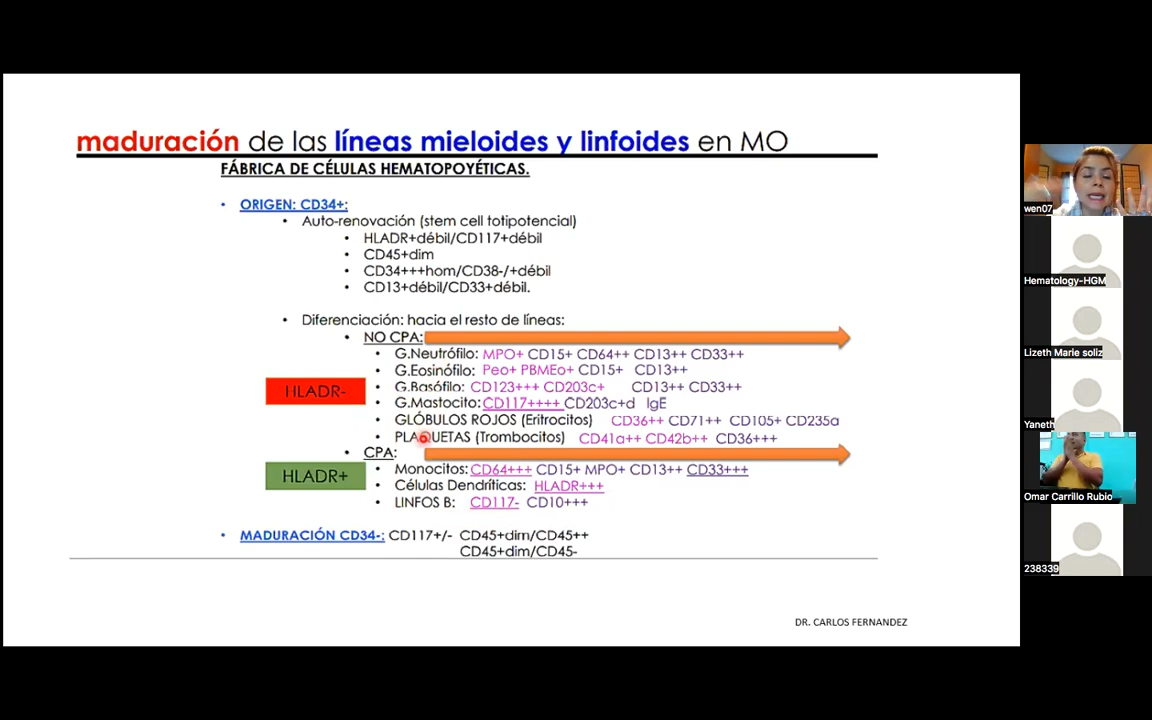 maduración de las líneas mieloides y linfoides en MO
FÁBRICA DE CÉLULAS HEMATOPOYÉTICAS.
• ORIGEN: CD34+:
• Auto-renovación (stem cell totipotencial)
• HLADR+débil/CD117+débil
• CD45+dim
• CD34+++hom/CD38-/+débil
• CD13+débil/CD33+débil.
• Diferenciación: hacia el resto de líneas:
• NO CPA:
• G.Neutrófilo: MPO+ CD15+ CD64++ CD13++ CD33++
• G.Eosinófilo: Peo+ PBMEo+ CD15+ CD13++
HLADR-
• G.Basófilo: CD123+++ CD203c+ CD13++ CD33++
• G.Mastocito: CD117++++ CD203c+d IgE
• GLÓBULOS ROJOS (Eritrocitos) CD36++ CD71++ CD105+ CD235a
• PLAQUETAS (Trombocitos) CD41a++ CD42b++ CD36+++
• CPA:
HLADR+
• Monocitos: CD64+++ CD15+ MPO+ CD13++ CD33+++
• Células Dendríticas: HLADR+++
• LINFOS B: CD117- CD10+++
• MADURACIÓN CD34-: CD117+/- CD45+dim/CD45++
CD45+dim/CD45-
DR. CARLOS FERNANDEZ
wen07
Hematology-HGM
Lizeth Marie soliz
Yaneth
Omar Carrillo Rubio
238339